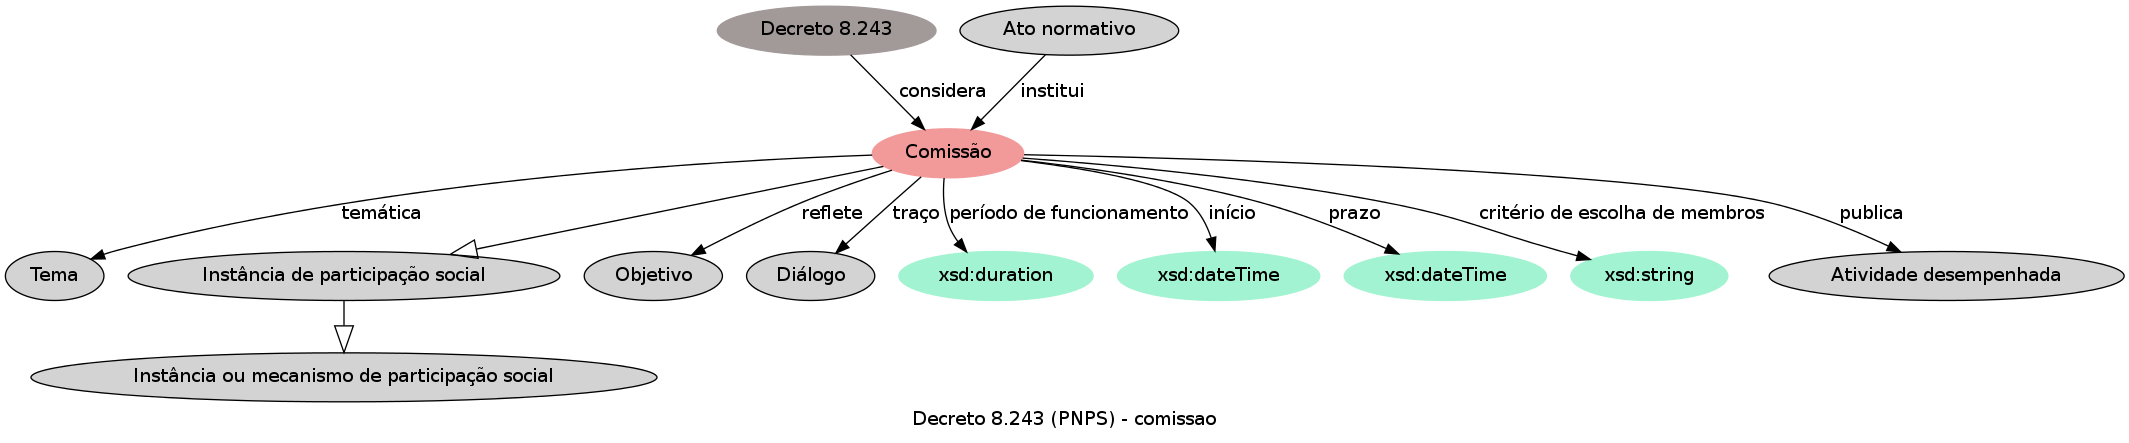 Decreto 8.243
Ato normativo
considera
institui
Comissão
temática
reflete
traço
período de funcionamento
início
prazo
critério de escolha de membros
publica
Tema
Instância de participação social
Objetivo
Diálogo
xsd:duration
xsd:dateTime
xsd:dateTime
xsd:string
Atividade desempenhada
Instância ou mecanismo de participação social
Decreto 8.243 (PNPS) - comissao